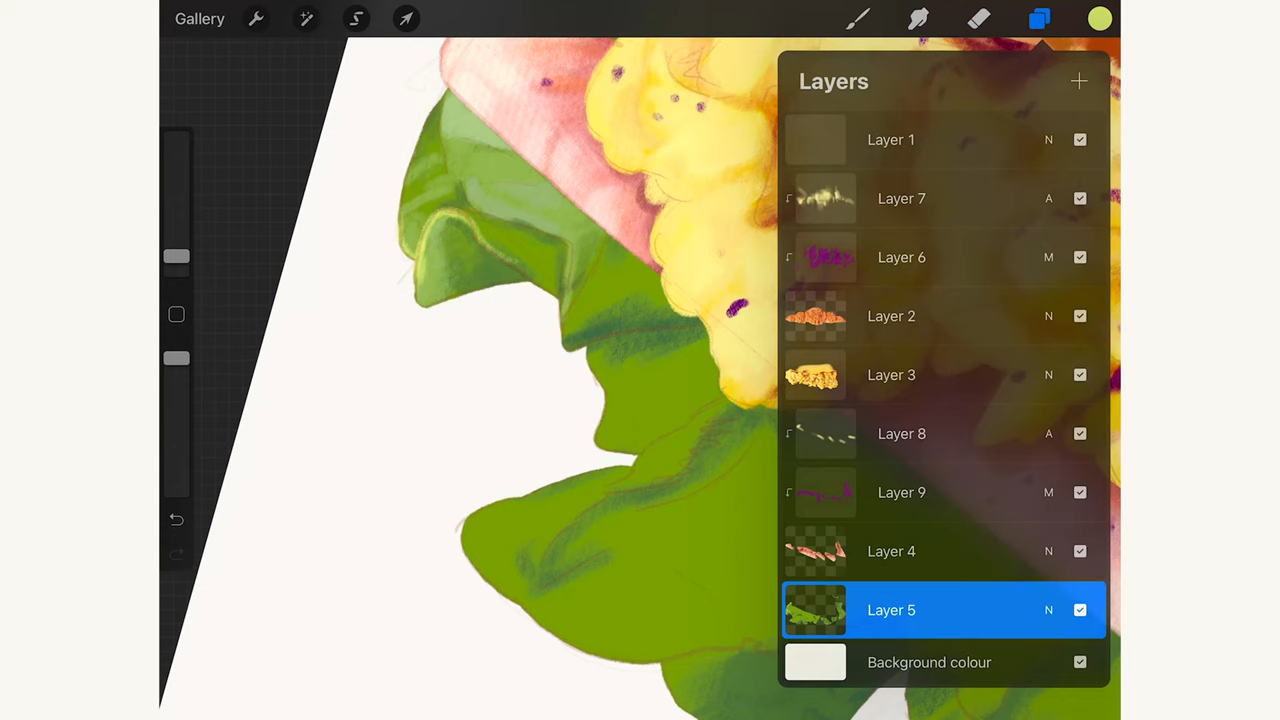 Gallery
Layers
Layer 1 N
Layer 7 A
Layer 6 M
Layer 2 N
Layer 3 N
Layer 8 A
Layer 9 M
Layer 4 N
Layer 5 N
Background colour